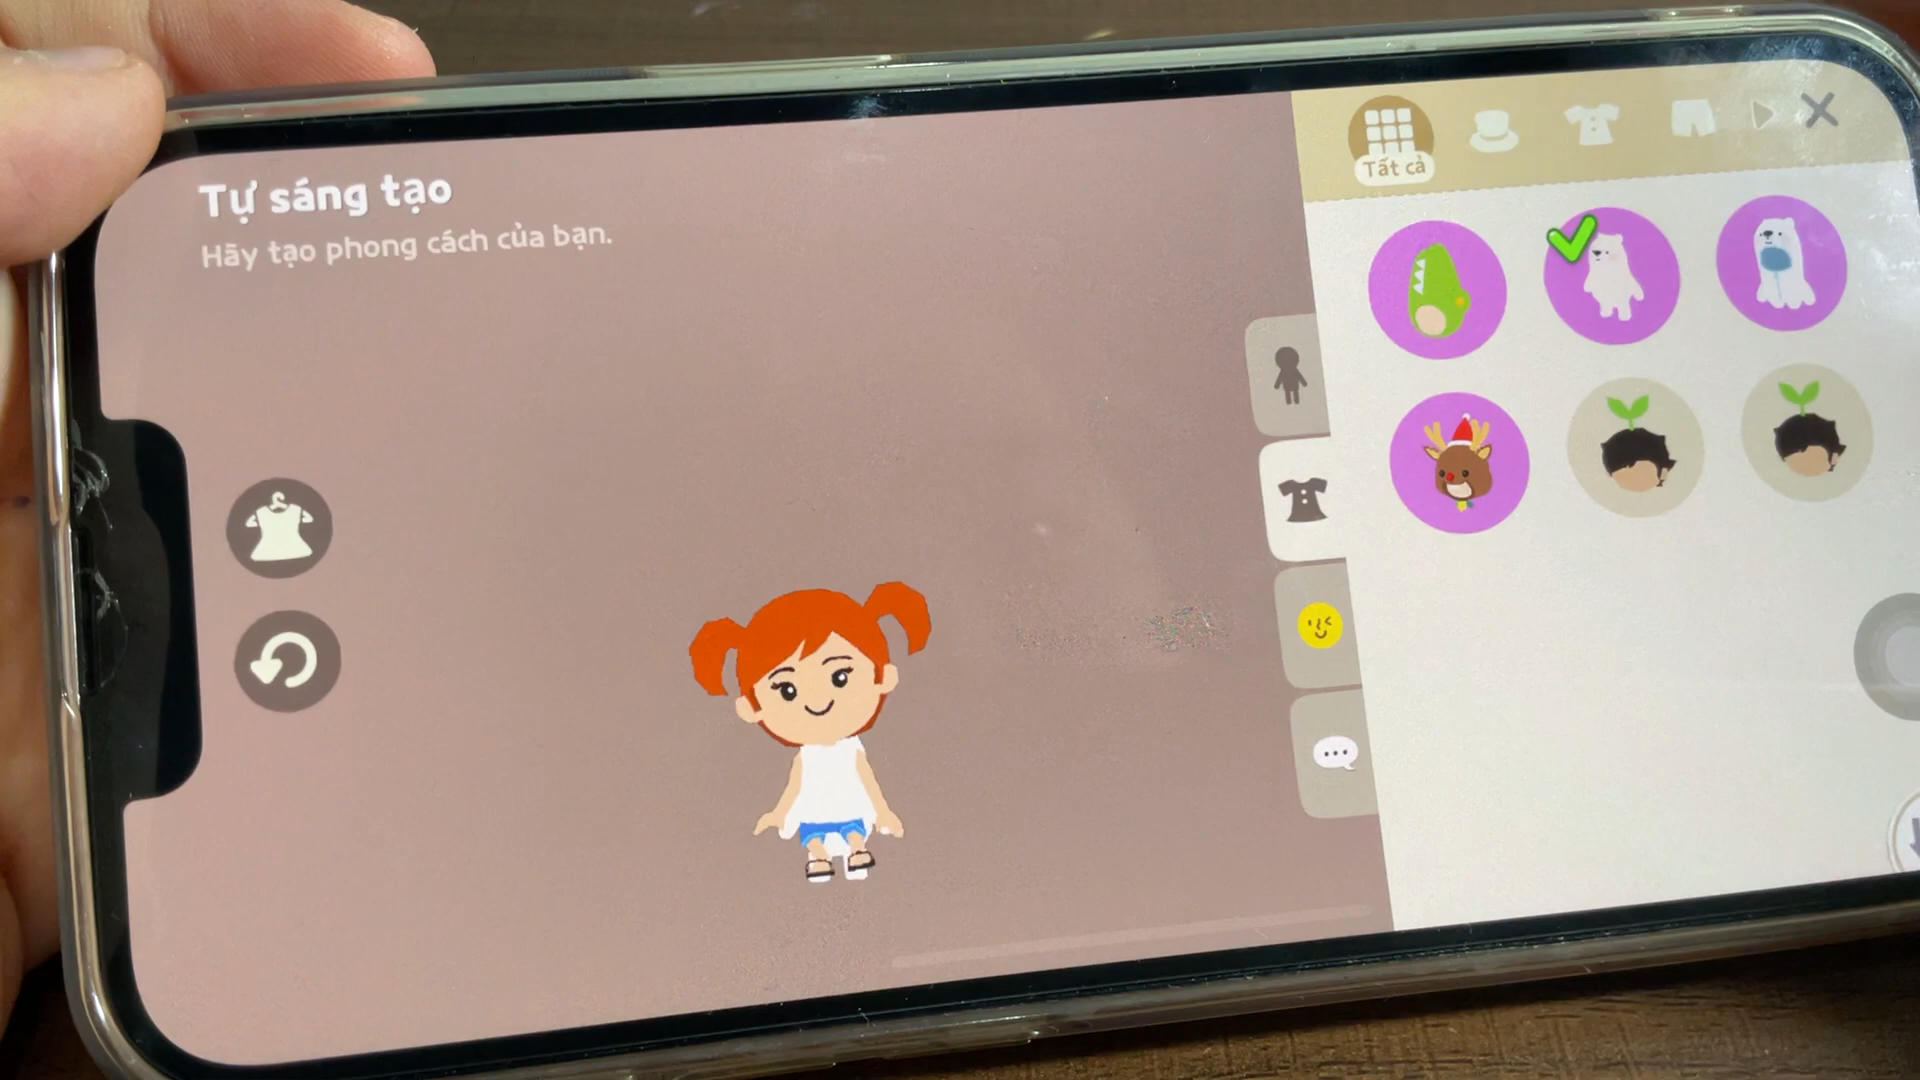 Tự sáng tạo
Hãy tạo phong cách của bạn.
Tất cả